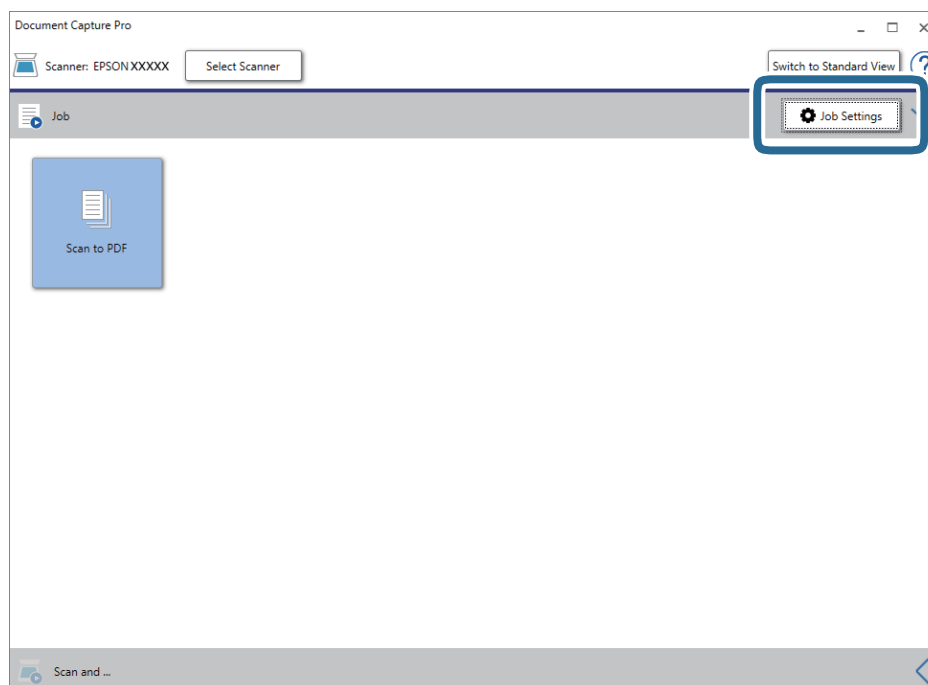 Document Capture Pro
Scanner: EPSON XXXXX
Select Scanner
Switch to Standard View
?
Job
Job Settings
Scan to PDF
Scan and ...